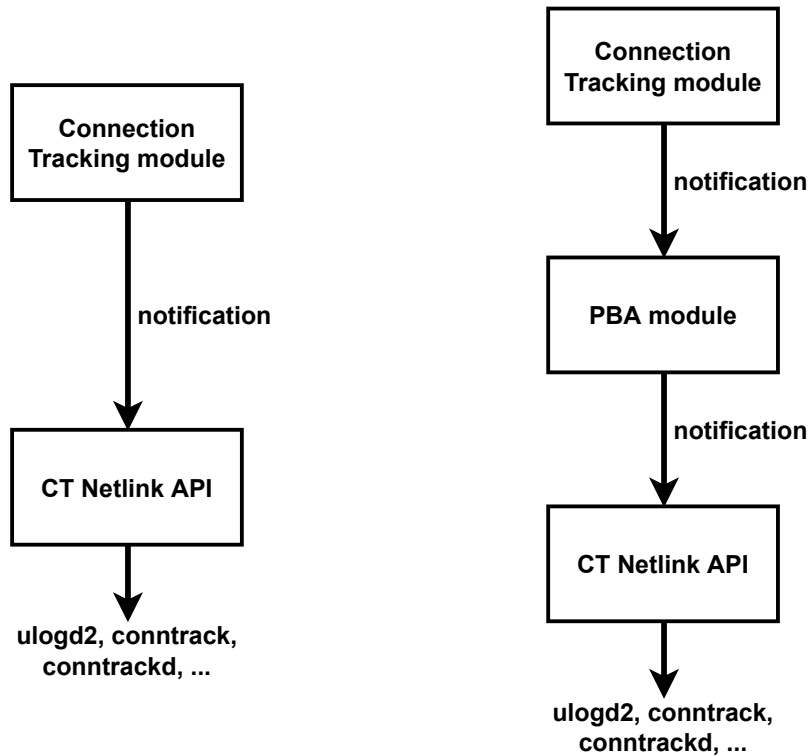 Connection
Tracking module
notification
CT Netlink API
ulogd2, conntrack,
conntrackd, ...
Connection
Tracking module
notification
PBA module
notification
CT Netlink API
ulogd2, conntrack,
conntrackd, ...